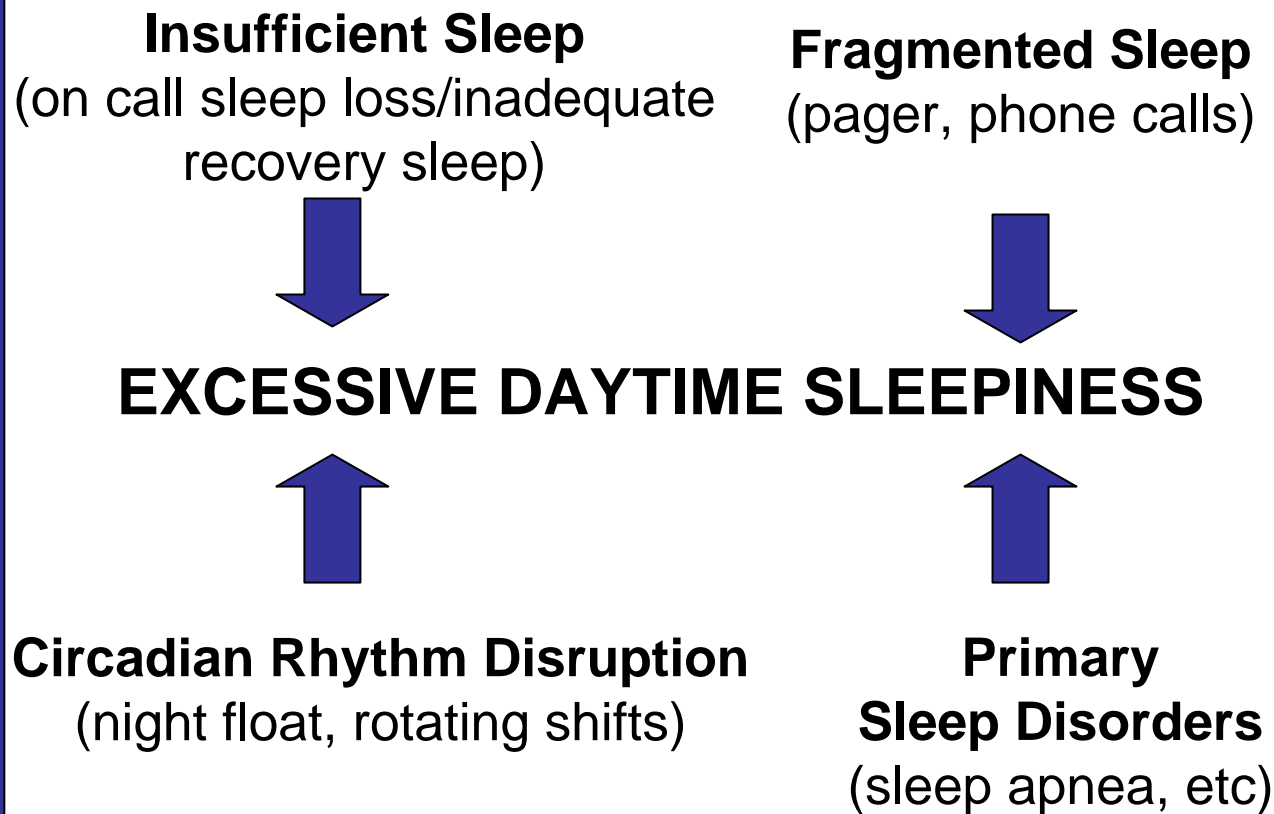 Insufficient Sleep
(on call sleep loss/inadequate
recovery sleep)
Fragmented Sleep
(pager, phone calls)
EXCESSIVE DAYTIME SLEEPINESS
Circadian Rhythm Disruption
(night float, rotating shifts)
Primary
Sleep Disorders
(sleep apnea, etc)